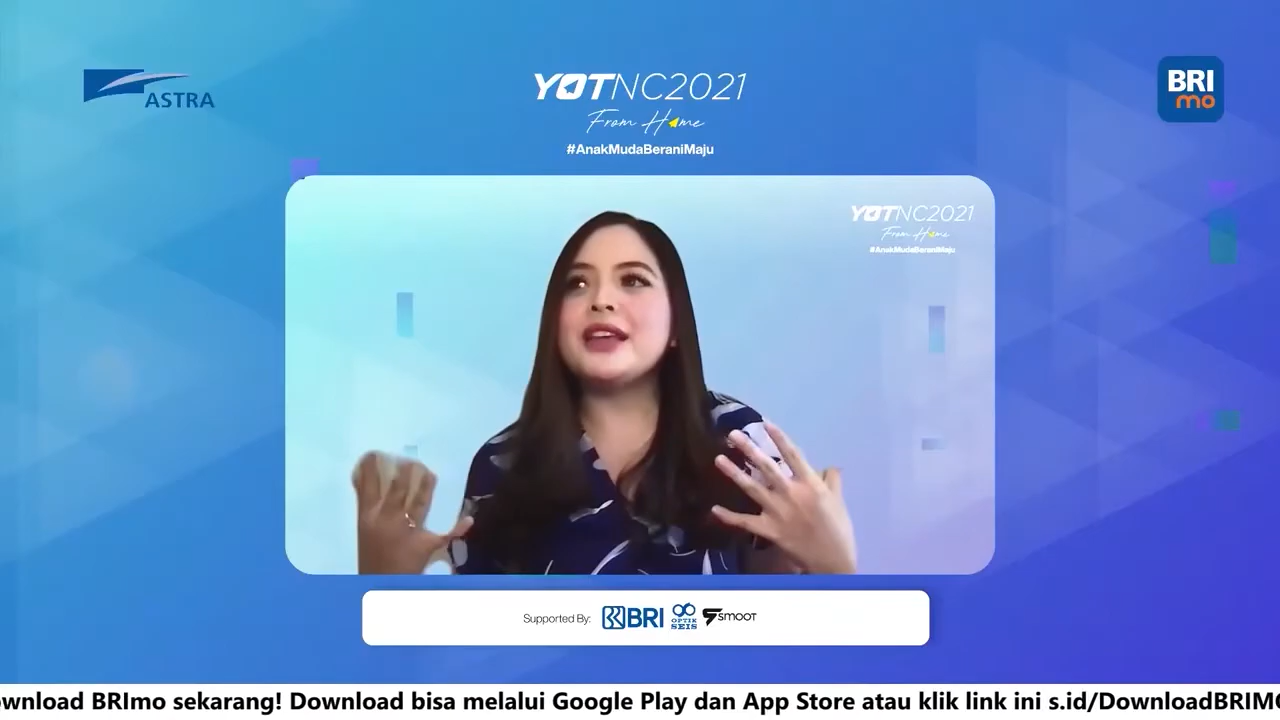 ASTRA
YOTNC2021
From Home
#AnakMudaBeraniMaju
BRI
mo
YOTNC2021
From Home
#AnakMudaBeraniMaju
Supported By: BRI OPTIK SEIS SMOOT
wnload BRImo sekarang! Download bisa melalui Google Play dan App Store atau klik link ini s.id/DownloadBRIMO